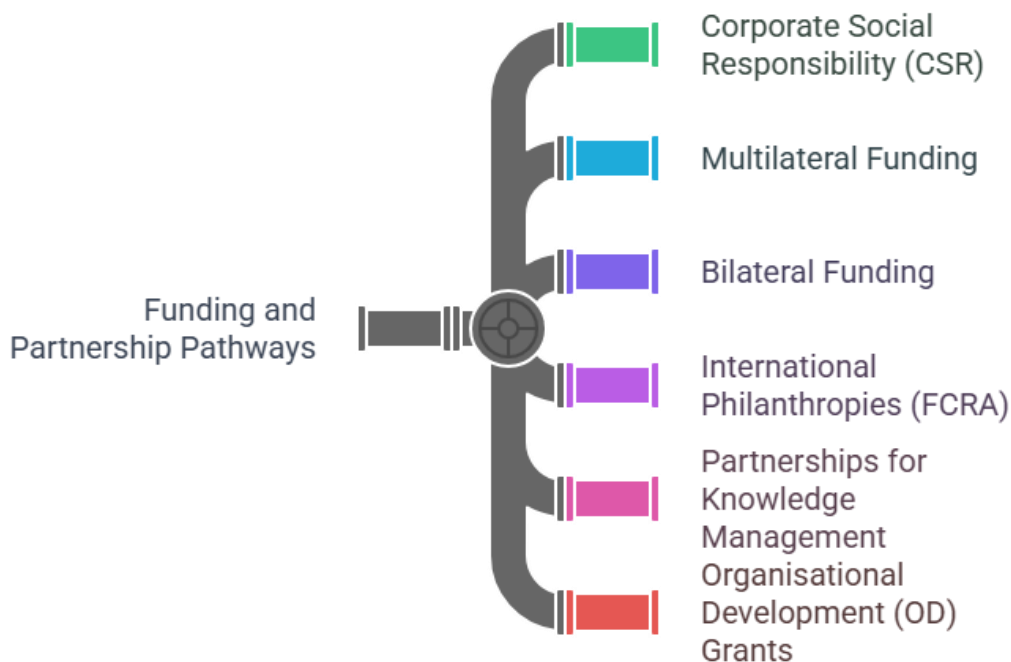 Funding and
Partnership Pathways
Corporate Social
Responsibility (CSR)
Multilateral Funding
Bilateral Funding
International
Philanthropies (FCRA)
Partnerships for
Knowledge
Management
Organisational
Development (OD)
Grants